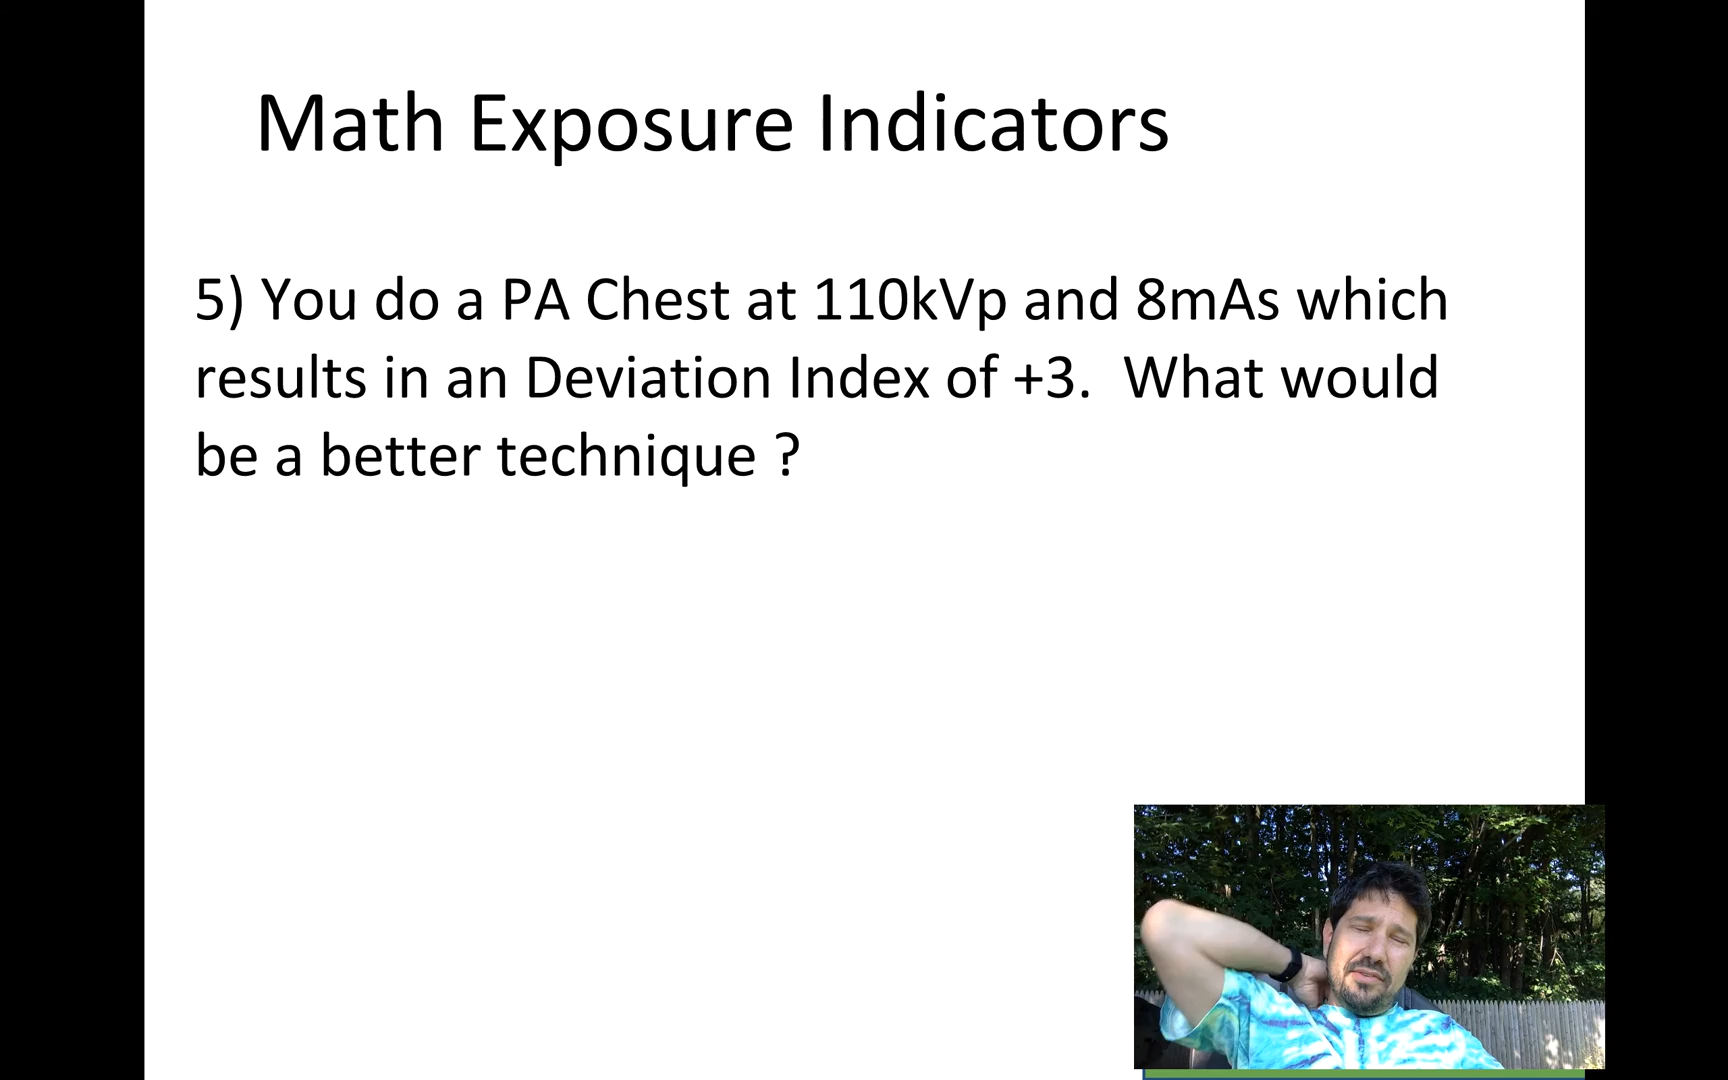 Math Exposure Indicators
5) You do a PA Chest at 110kVp and 8mAs which
results in an Deviation Index of +3.  What would
be a better technique ?